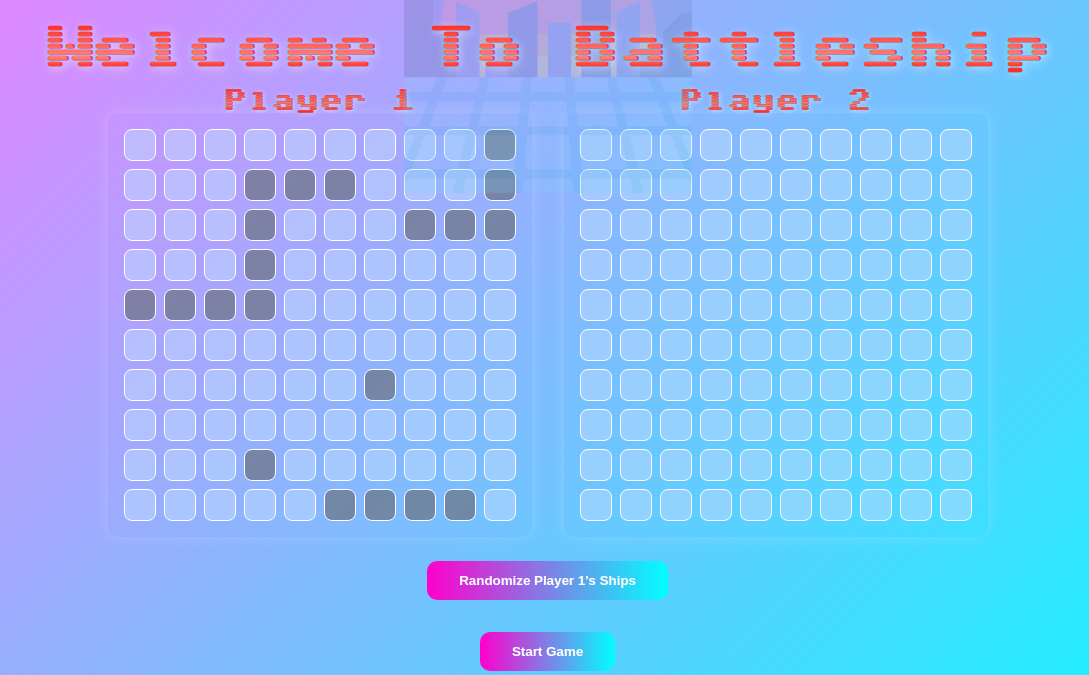 Welcome To Battleship
Player 1
Player 2
Randomize Player 1's Ships
Start Game